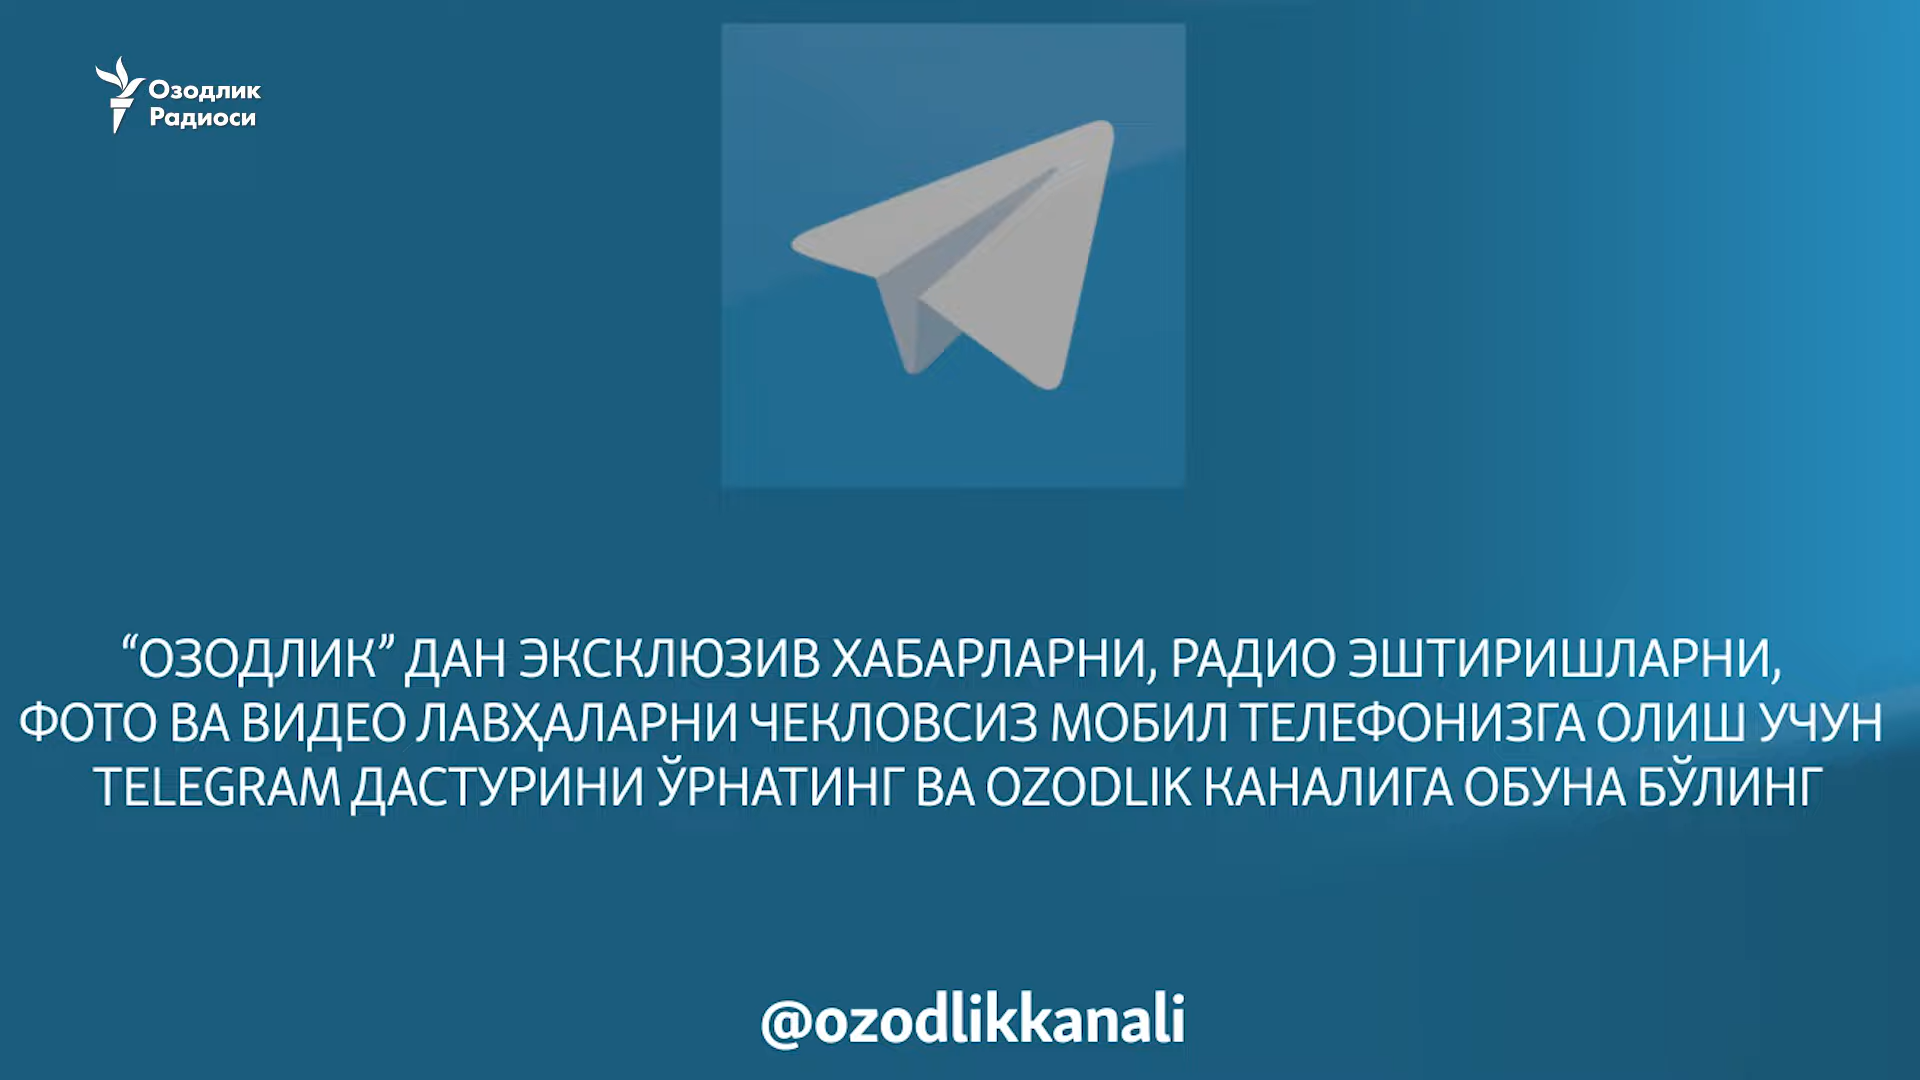 Озодлик
Радиоси
“ОЗОДЛИК” ДАН ЭКСКЛЮЗИВ ХАБАРЛАРНИ, РАДИО ЭШТИРИШЛАРНИ,
ФОТО ВА ВИДЕО ЛАВҲАЛАРНИ ЧЕКЛОВСИЗ МОБИЛ ТЕЛЕФОНИЗГА ОЛИШ УЧУН
TELEGRAM ДАСТУРИНИ ЎРНАТИНГ ВА OZODLIK КАНАЛИГА ОБУНА БЎЛИНГ
@ozodlikkanali